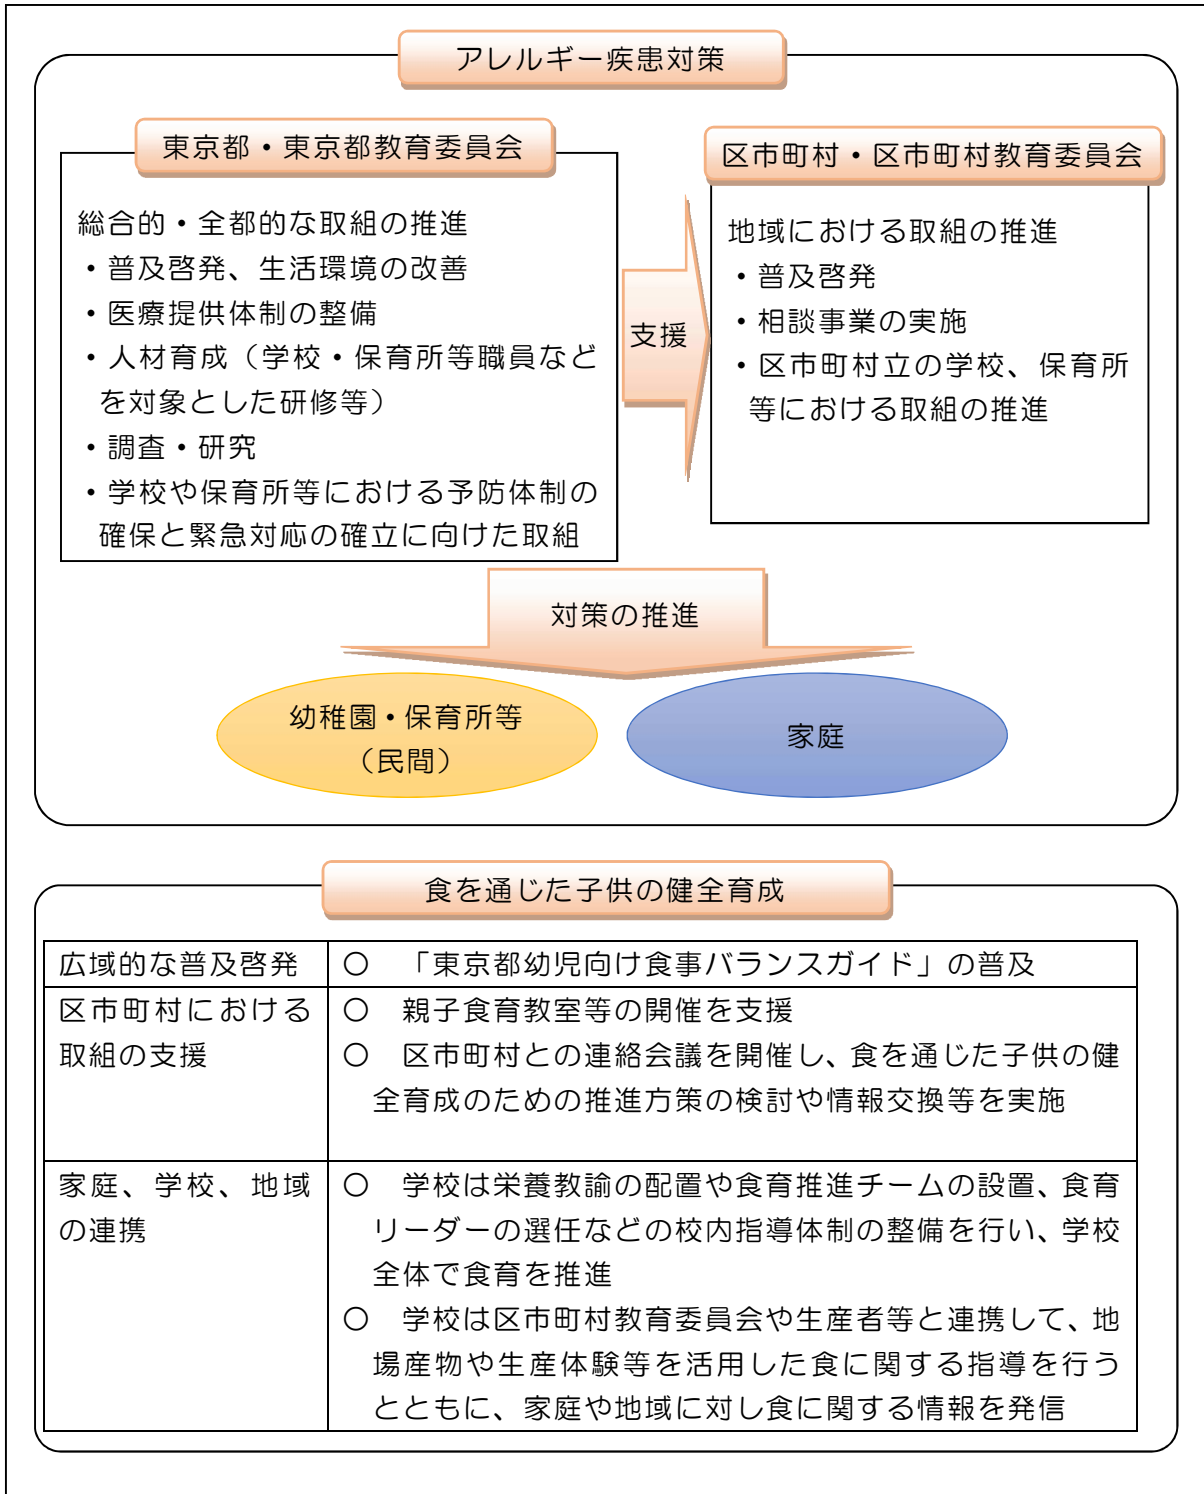 アレルギー疾患対策
東京都・東京都教育委員会
総合的・全都的な取組の推進
・普及啓発、生活環境の改善
・医療提供体制の整備
・人材育成（学校・保育所等職員など
を対象とした研修等）
・調査・研究
・学校や保育所等における予防体制の
確保と緊急対応の確立に向けた取組
支援
区市町村・区市町村教育委員会
地域における取組の推進
・普及啓発
・相談事業の実施
・区市町村立の学校、保育所
等における取組の推進
対策の推進
幼稚園・保育所等
（民間）
家庭
食を通じた子供の健全育成
広域的な普及啓発
○　「東京都幼児向け食事バランスガイド」の普及
区市町村における
取組の支援
○　親子食育教室等の開催を支援
○　区市町村との連絡会議を開催し、食を通じた子供の健
全育成のための推進方策の検討や情報交換等を実施
家庭、学校、地域
の連携
○　学校は栄養教諭の配置や食育推進チームの設置、食育
リーダーの選任などの校内指導体制の整備を行い、学校
全体で食育を推進
○　学校は区市町村教育委員会や生産者等と連携して、地
場産物や生産体験等を活用した食に関する指導を行う
とともに、家庭や地域に対し食に関する情報を発信